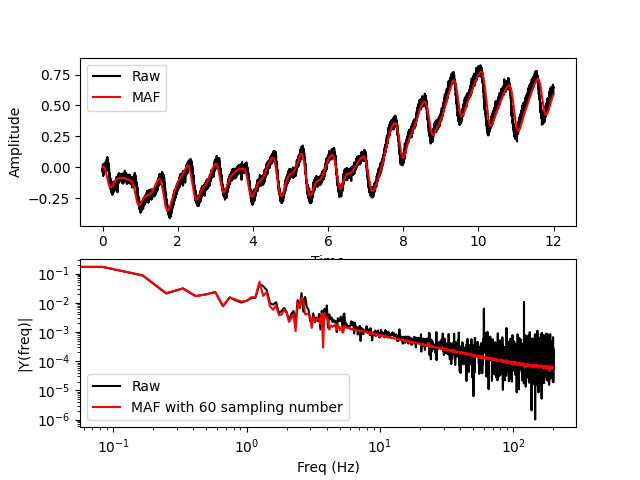 Raw
MAF
0.75
0.50
0.25
0.00
−0.25
Amplitude
0 2 4 6 8 10 12
Time
10⁻¹
10⁻²
10⁻³
10⁻⁴
10⁻⁵
10⁻⁶
|Y(freq)|
Raw
MAF with 60 sampling number
10⁻¹ 10⁰ 10¹ 10²
Freq (Hz)